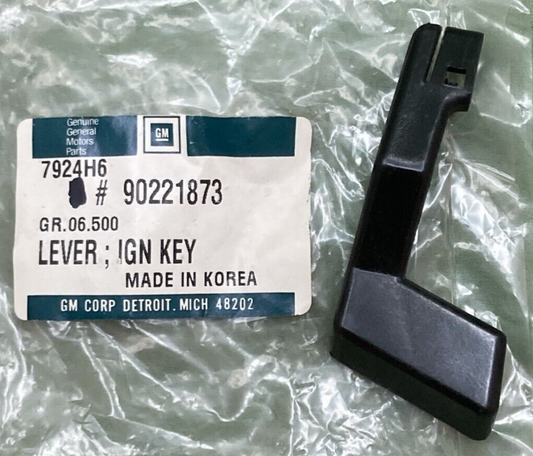 Genuine
General
Motors
Parts
GM
7924H6
# 90221873
GR.06.500
LEVER ; IGN KEY
MADE IN KOREA
GM CORP DETROIT. MICH 48202